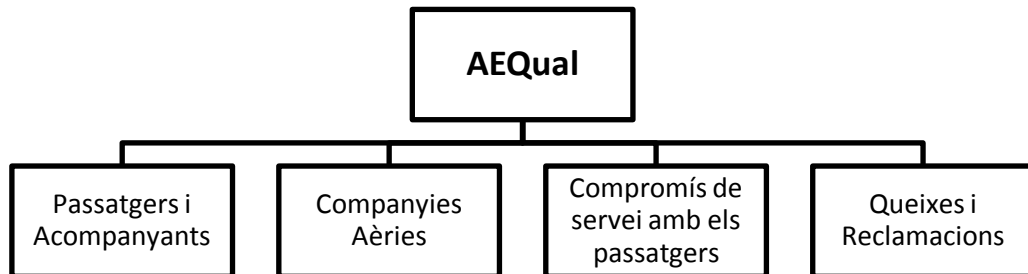 AEQual
Passatgers i
Acompanyants
Companyies
Aèries
Compromís de
servei amb els
passatgers
Queixes i
Reclamacions